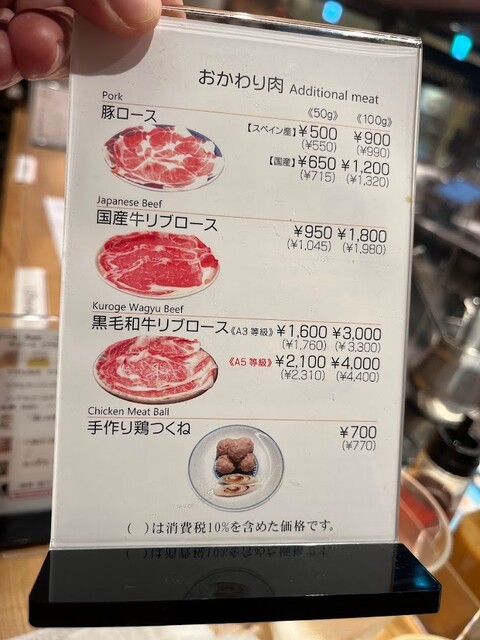 おかわり肉 Additional meat
Pork 《50g》 《100g》
豚ロース 【スペイン産】 ¥500 ¥900
(¥550) (¥990)
【国産】 ¥650 ¥1,200
(¥715) (¥1,320)
Japanese Beef
国産牛リブロース ¥950 ¥1,800
(¥1,045) (¥1,980)
Kuroge Wagyu Beef
黒毛和牛リブロース 《A3等級》 ¥1,600 ¥3,000
(¥1,760) (¥3,300)
《A5等級》 ¥2,100 ¥4,000
(¥2,310) (¥4,400)
Chicken Meat Ball
手作り鶏つくね ¥700
(¥770)
( )は消費税10%を含めた価格です。